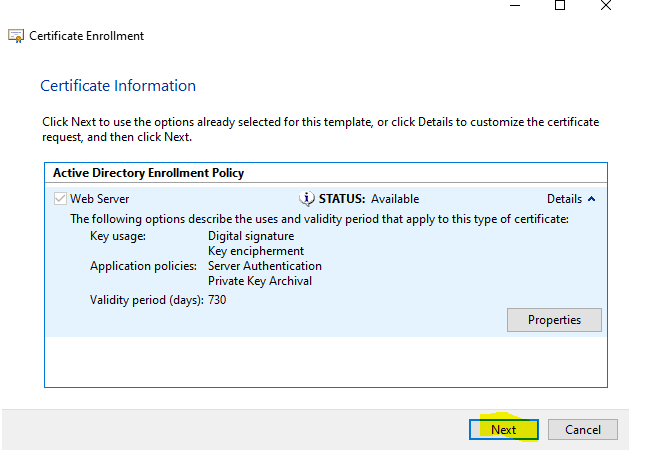 Certificate Enrollment
Certificate Information
Click Next to use the options already selected for this template, or click Details to customize the certificate
request, and then click Next.
Active Directory Enrollment Policy
Web Server STATUS: Available Details
The following options describe the uses and validity period that apply to this type of certificate:
Key usage: Digital signature
Key encipherment
Application policies: Server Authentication
Private Key Archival
Validity period (days): 730
Properties
Next Cancel